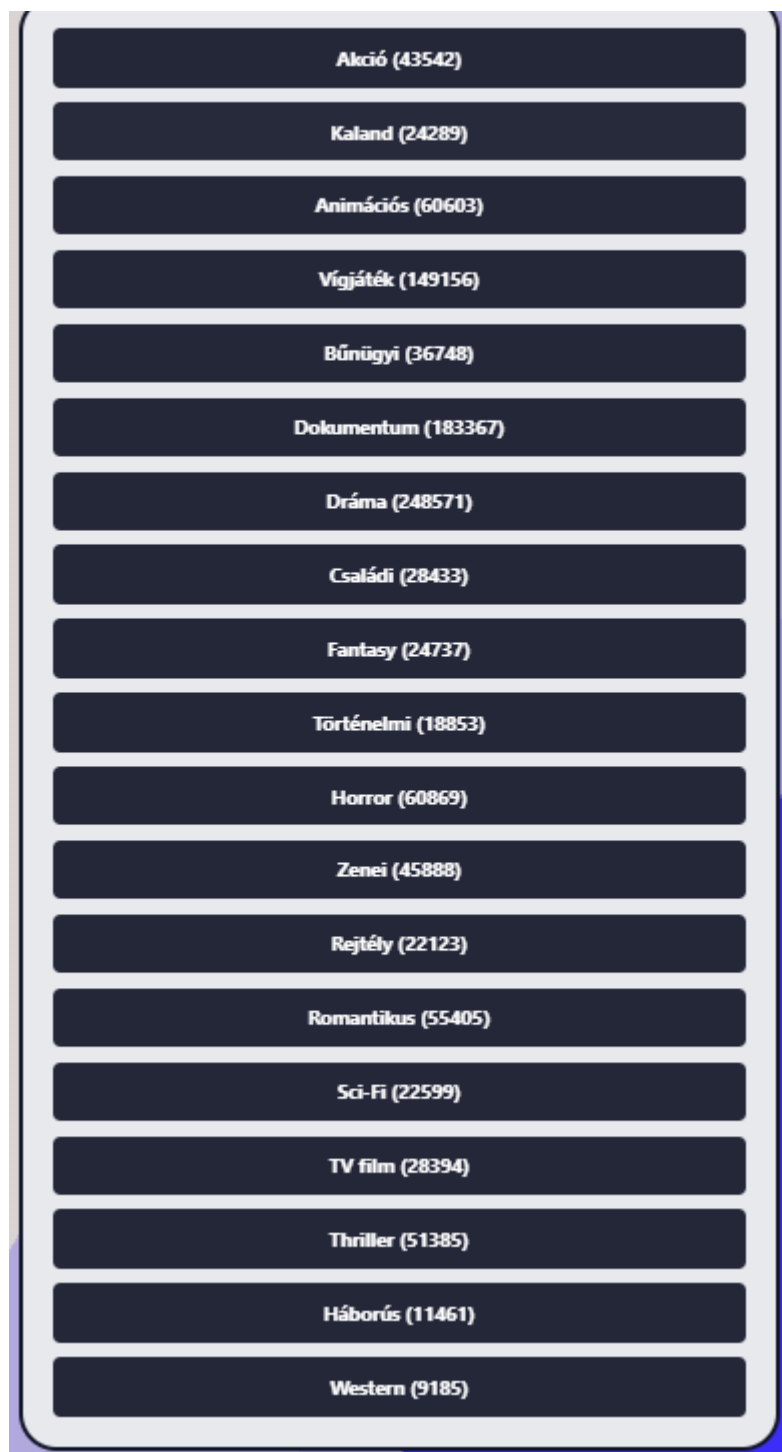 Akció (43542)
Kaland (24289)
Animációs (60603)
Vígjáték (149156)
Bűnügyi (36748)
Dokumentum (183367)
Dráma (248571)
Családi (28433)
Fantasy (24737)
Történelmi (18853)
Horror (60869)
Zenei (45888)
Rejtély (22123)
Romantikus (55405)
Sci-Fi (22599)
TV film (28394)
Thriller (51385)
Háborús (11461)
Western (9185)